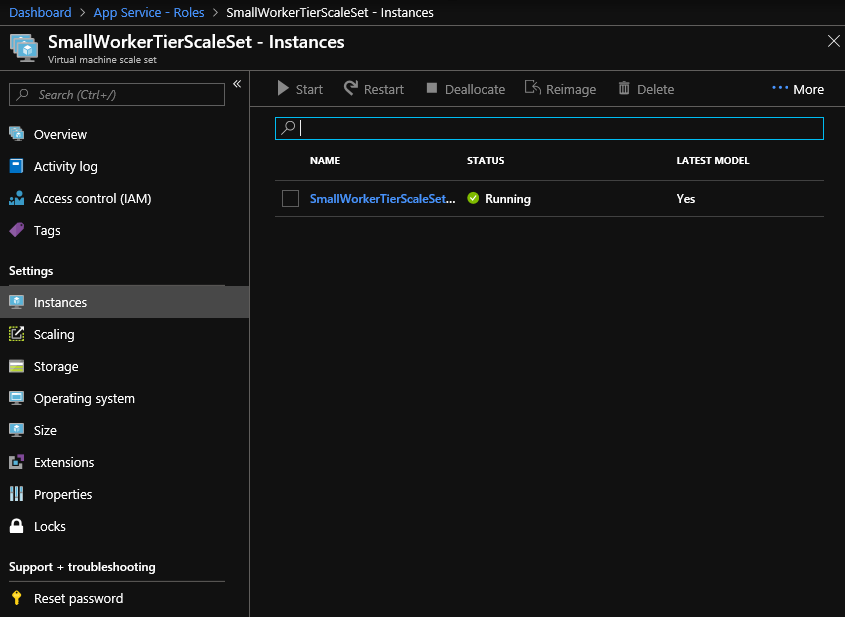 Dashboard > App Service - Roles > SmallWorkerTierScaleSet - Instances
SmallWorkerTierScaleSet - Instances
Virtual machine scale set
Search (Ctrl+/)
Overview
Activity log
Access control (IAM)
Tags
Settings
Instances
Scaling
Storage
Operating system
Size
Extensions
Properties
Locks
Support + troubleshooting
Reset password
Start Restart Deallocate Reimage Delete ··· More
NAME STATUS LATEST MODEL
SmallWorkerTierScaleSet... Running Yes